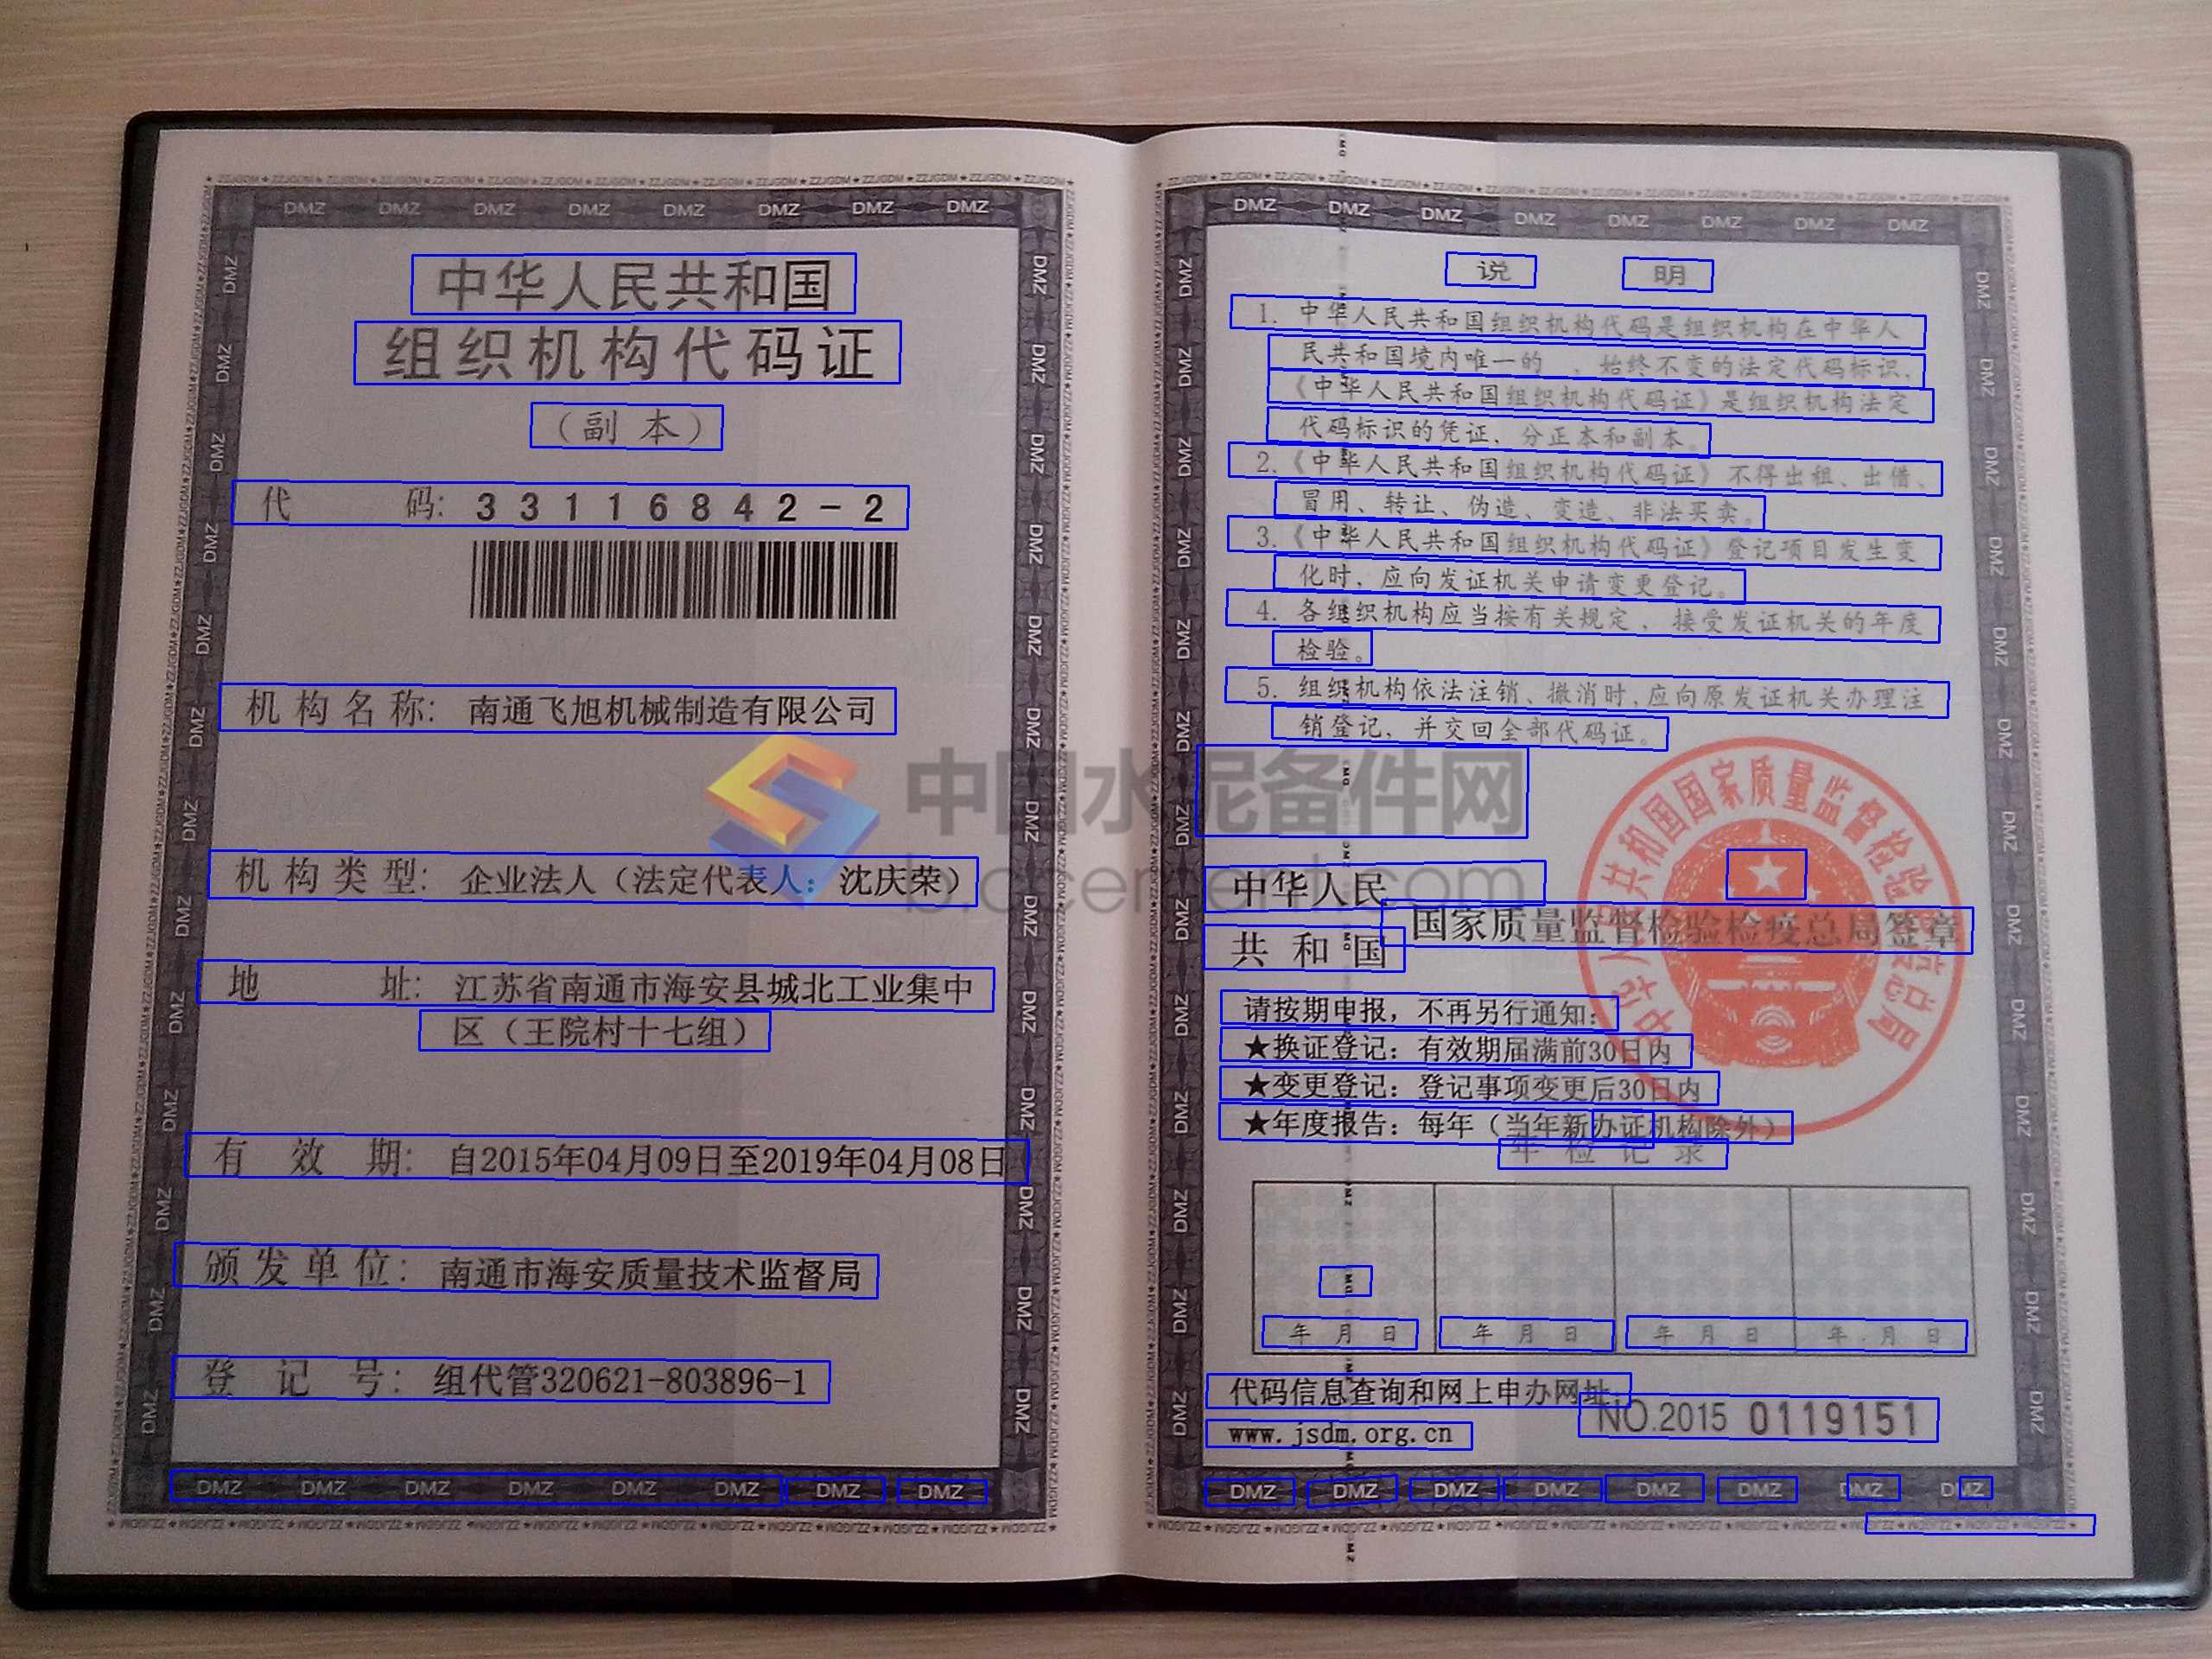 中华人民共和国
组织机构代码证
（副 本）
代 码: 33116842-2
机构名称: 南通飞旭机械制造有限公司
机构类型: 企业法人（法定代表人：沈庆荣）
地 址: 江苏省南通市海安县城北工业集中
区（王院村十七组）
有 效 期: 自2015年04月09日至2019年04月08日
颁发单位: 南通市海安质量技术监督局
登 记 号: 组代管320621-803896-1
DMZ DMZ DMZ DMZ DMZ DMZ DMZ DMZ
说 明
1. 中华人民共和国组织机构代码是组织机构在中华人
民共和国境内唯一的、始终不变的法定代码标识，
《中华人民共和国组织机构代码证》是组织机构法定
代码标识的凭证，分正本和副本。
2.《中华人民共和国组织机构代码证》不得出租、出借、
冒用、转让、伪造、变造、非法买卖。
3.《中华人民共和国组织机构代码证》登记项目发生变
化时，应向发证机关申请变更登记。
4. 各组织机构应当按有关规定，接受发证机关的年度
检验。
5. 组织机构依法注销、撤消时,应向原发证机关办理注
销登记，并交回全部代码证。
中国水泥备件网
b.ccement.com
中华人民
共和国 国家质量监督检验检疫总局签章
中华人民共和国国家质量监督检验检疫总局
请按期申报，不再另行通知:
★换证登记：有效期届满前30日内
★变更登记：登记事项变更后30日内
★年度报告：每年（当年新办证机构除外）
年 检 记 录
年 月 日 年 月 日 年 月 日 年 月 日
代码信息查询和网上申办网址:
www.jsdm.org.cn
NO.2015 0119151
DMZ DMZ DMZ DMZ DMZ DMZ DMZ DMZ